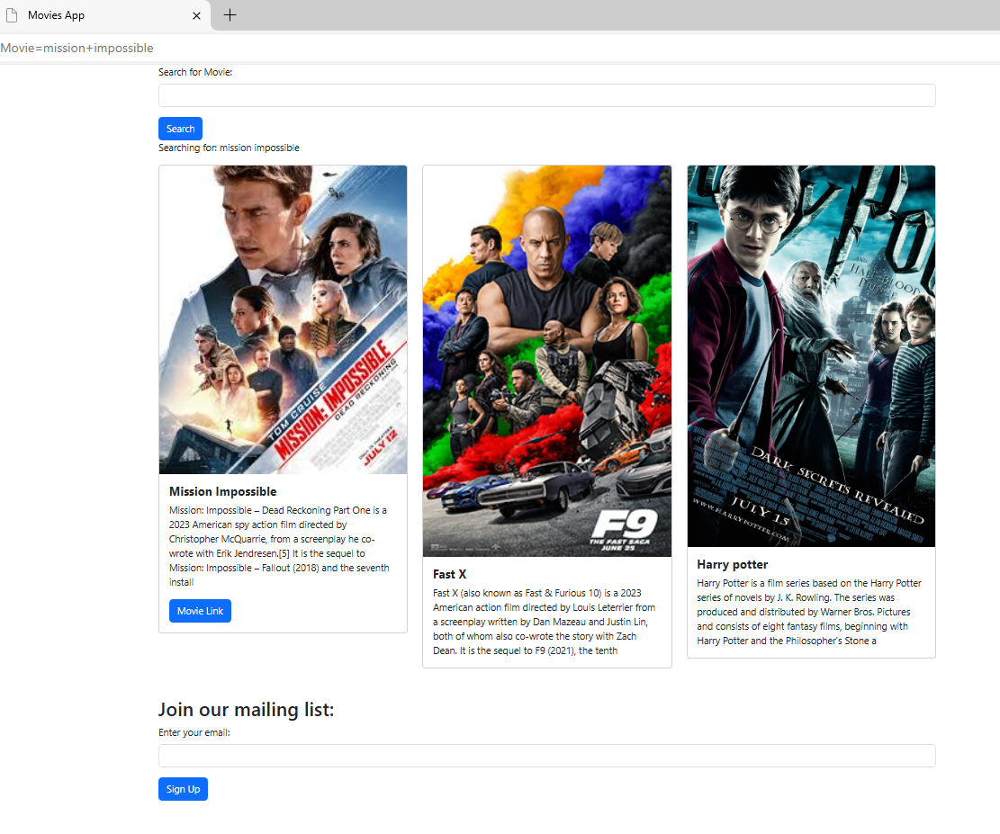 Movies App
Movie=mission+impossible
Search for Movie:
Search
Searching for: mission impossible
TOM CRUISE
MISSION: IMPOSSIBLE
DEAD RECKONING
JULY 12
Mission Impossible
Mission: Impossible – Dead Reckoning Part One is a
2023 American spy action film directed by
Christopher McQuarrie, from a screenplay he co-
wrote with Erik Jendresen.[5] It is the sequel to
Mission: Impossible – Fallout (2018) and the seventh
install
Movie Link
F9
THE FAST SAGA
JUNE 25
Fast X
Fast X (also known as Fast & Furious 10) is a 2023
American action film directed by Louis Leterrier from
a screenplay written by Dan Mazeau and Justin Lin,
both of whom also co-wrote the story with Zach
Dean. It is the sequel to F9 (2021), the tenth
AND THE
HALF-BLOOD
PRINCE
DARK SECRETS REVEALED
JULY 15
WWW.HARRYPOTTER.COM
Harry potter
Harry Potter is a film series based on the Harry Potter
series of novels by J. K. Rowling. The series was
produced and distributed by Warner Bros. Pictures
and consists of eight fantasy films, beginning with
Harry Potter and the Philosopher's Stone a
Join our mailing list:
Enter your email:
Sign Up